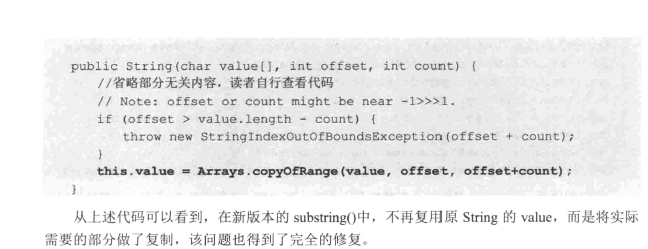 public String(char value[], int offset, int count) {
//省略部分无关内容，读者自行查看代码
// Note: offset or count might be near -1>>>1.
if (offset > value.length - count) {
throw new StringIndexOutOfBoundsException(offset + count);
}
this.value = Arrays.copyOfRange(value, offset, offset+count);
}
从上述代码可以看到，在新版本的 substring()中，不再复用原 String 的 value，而是将实际
需要的部分做了复制，该问题也得到了完全的修复。